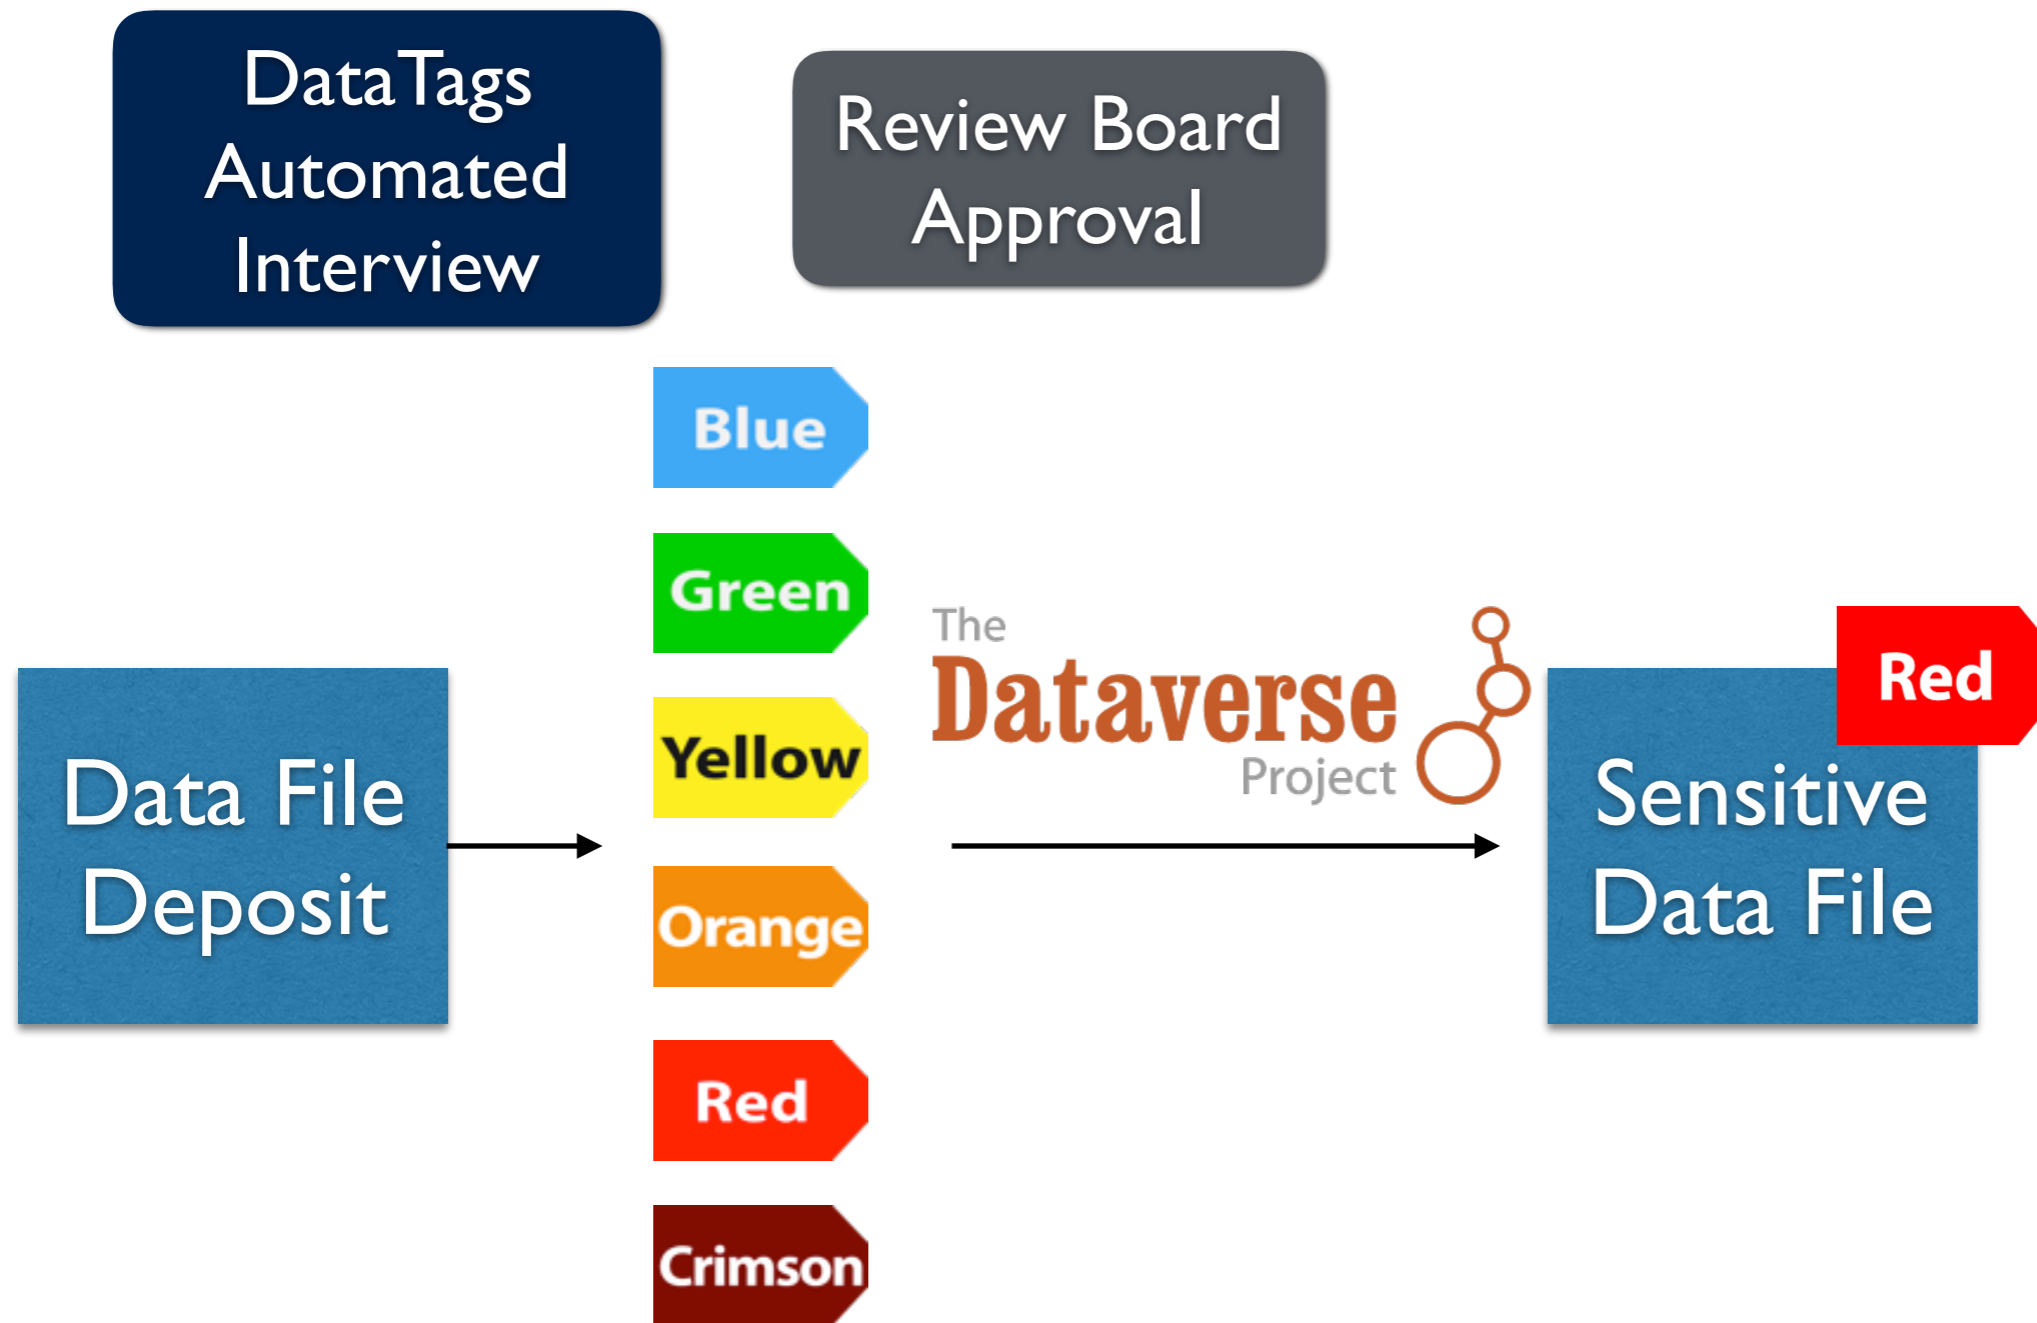 DataTags
Automated
Interview
Review Board
Approval
Blue
Green
Yellow
Orange
Red
Crimson
Data File
Deposit
The
Dataverse
Project
Red
Sensitive
Data File